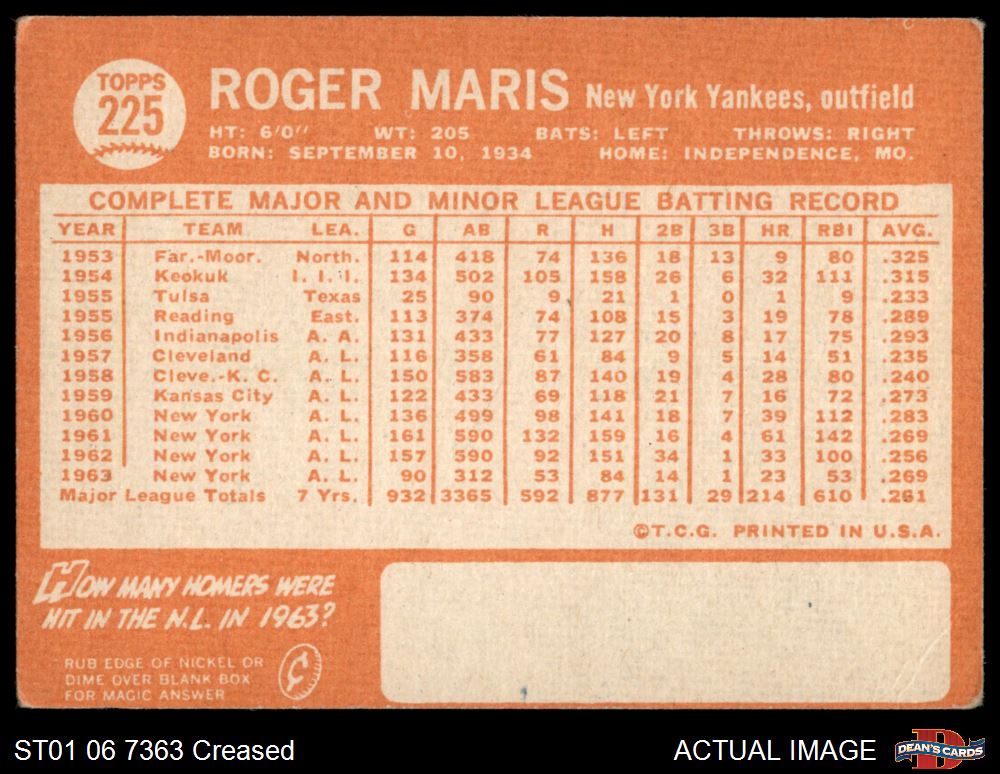 TOPPS
225
ROGER MARIS New York Yankees, outfield
HT: 6'0" WT: 205 BATS: LEFT THROWS: RIGHT
BORN: SEPTEMBER 10, 1934 HOME: INDEPENDENCE, MO.
COMPLETE MAJOR AND MINOR LEAGUE BATTING RECORD
YEAR TEAM LEA. G AB R H 2B 3B HR RBI AVG.
1953 Far.-Moor. North. 114 418 74 136 18 13 9 80 .325
1954 Keokuk I. I. I. 134 502 105 158 26 6 32 111 .315
1955 Tulsa Texas 25 90 9 21 1 0 1 9 .233
1955 Reading East. 113 374 74 108 15 3 19 78 .289
1956 Indianapolis A. A. 131 433 77 127 20 8 17 75 .293
1957 Cleveland A. L. 116 358 61 84 9 5 14 51 .235
1958 Cleve.-K. C. A. L. 150 583 87 140 19 4 28 80 .240
1959 Kansas City A. L. 122 433 69 118 21 7 16 72 .273
1960 New York A. L. 136 499 98 141 18 7 39 112 .283
1961 New York A. L. 161 590 132 159 16 4 61 142 .269
1962 New York A. L. 157 590 92 151 34 1 33 100 .256
1963 New York A. L. 90 312 53 84 14 1 23 53 .269
Major League Totals 7 Yrs. 932 3365 592 877 131 29 214 610 .261
©T.C.G. PRINTED IN U.S.A.
HOW MANY HOMERS WERE
HIT IN THE N.L. IN 1963?
RUB EDGE OF NICKEL OR
DIME OVER BLANK BOX
FOR MAGIC ANSWER
¢
ST01 06 7363 Creased
ACTUAL IMAGE
D
DEAN'S CARDS